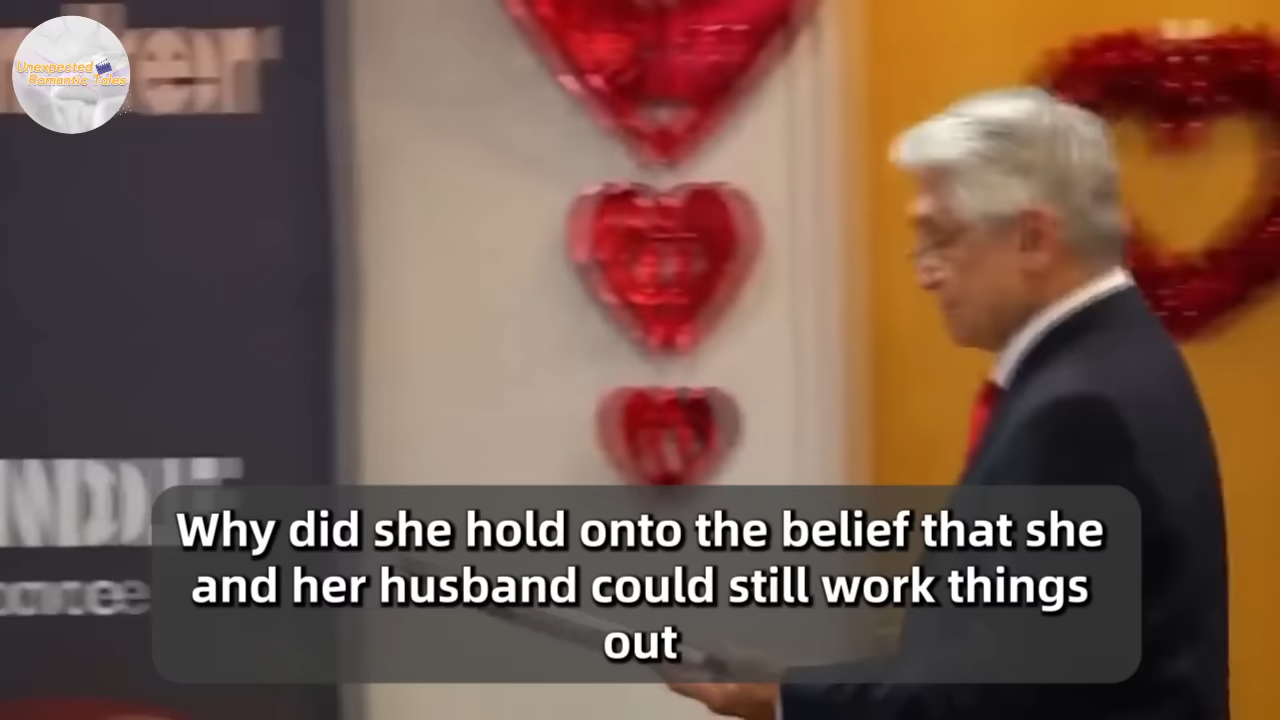 Unexpected
Romantic Tales
Why did she hold onto the belief that she
and her husband could still work things
out